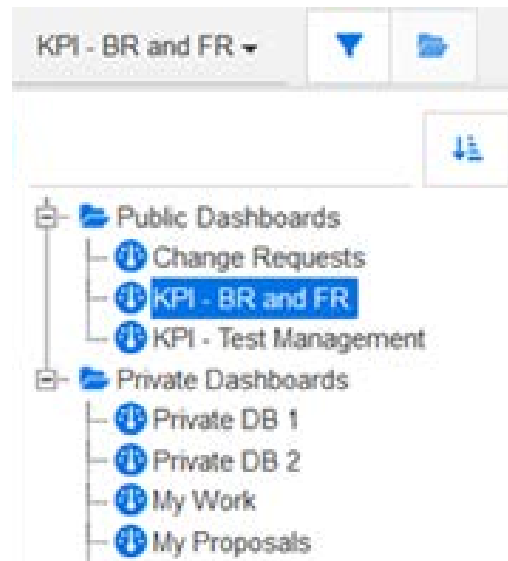 KPI - BR and FR
Public Dashboards
Change Requests
KPI - BR and FR
KPI - Test Management
Private Dashboards
Private DB 1
Private DB 2
My Work
My Proposals